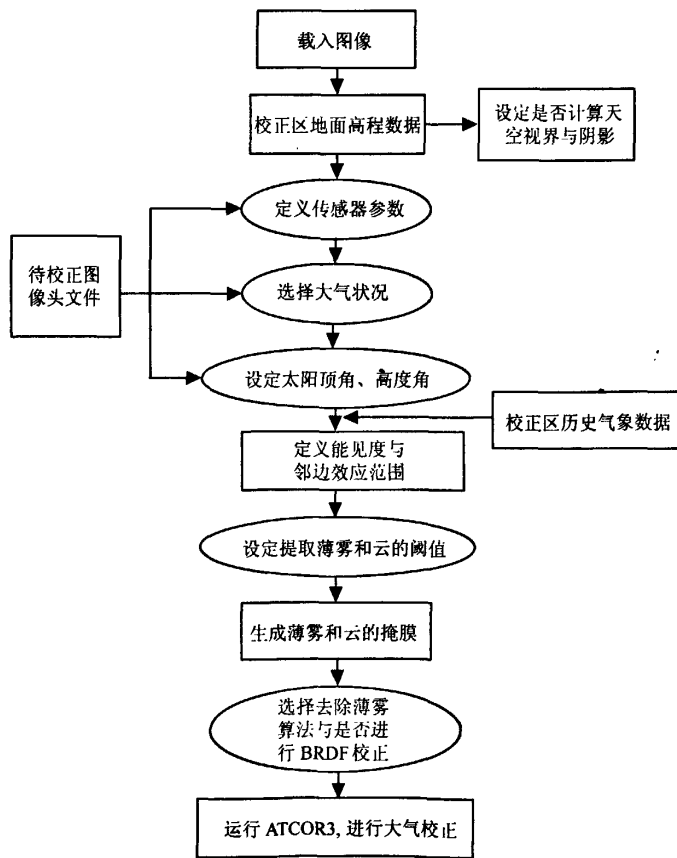 载入图像
校正区地面高程数据
设定是否计算天
空视界与阴影
定义传感器参数
待校正图
像头文件
选择大气状况
设定太阳顶角、高度角
校正区历史气象数据
定义能见度与
邻边效应范围
设定提取薄雾和云的阈值
生成薄雾和云的掩膜
选择去除薄雾
算法与是否进
行 BRDF 校正
运行 ATCOR3, 进行大气校正